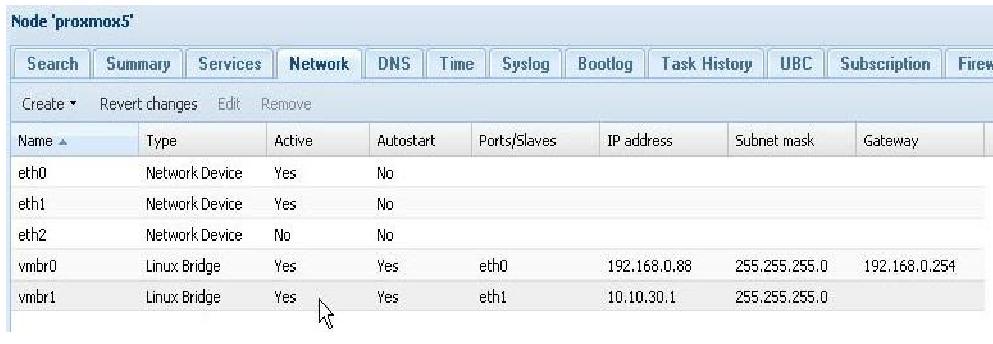 Node 'proxmox5'
Search Summary Services Network DNS Time Syslog Bootlog Task History UBC Subscription Firew
Create Revert changes Edit Remove
Name Type Active Autostart Ports/Slaves IP address Subnet mask Gateway
eth0 Network Device Yes No
eth1 Network Device Yes No
eth2 Network Device No No
vmbr0 Linux Bridge Yes Yes eth0 192.168.0.88 255.255.255.0 192.168.0.254
vmbr1 Linux Bridge Yes Yes eth1 10.10.30.1 255.255.255.0